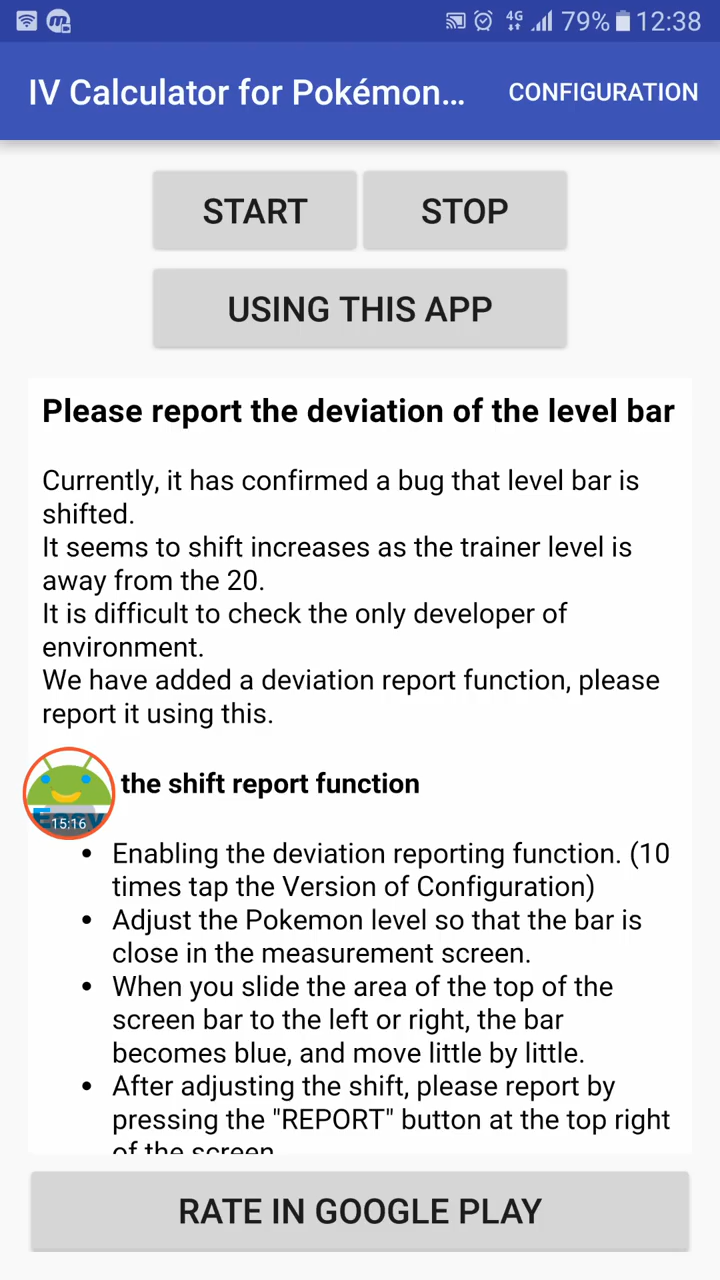 4G 79% 12:38
IV Calculator for Pokémon... CONFIGURATION
START STOP
USING THIS APP
Please report the deviation of the level bar
Currently, it has confirmed a bug that level bar is
shifted.
It seems to shift increases as the trainer level is
away from the 20.
It is difficult to check the only developer of
environment.
We have added a deviation report function, please
report it using this.
the shift report function
Easy
15:16
• Enabling the deviation reporting function. (10
times tap the Version of Configuration)
• Adjust the Pokemon level so that the bar is
close in the measurement screen.
• When you slide the area of the top of the
screen bar to the left or right, the bar
becomes blue, and move little by little.
• After adjusting the shift, please report by
pressing the "REPORT" button at the top right
of the screen
RATE IN GOOGLE PLAY